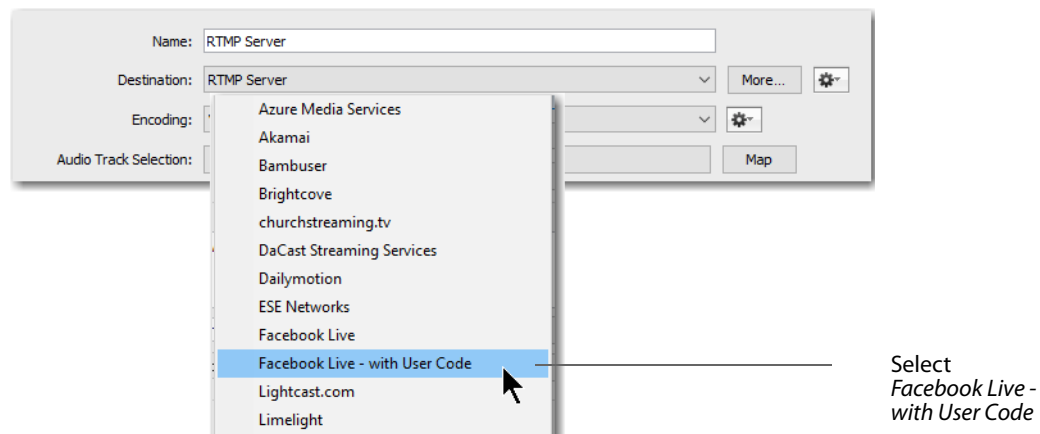 Name: RTMP Server
Destination: RTMP Server More...
Azure Media Services
Encoding:
Akamai
Audio Track Selection: Map
Bambuser
Brightcove
churchstreaming.tv
DaCast Streaming Services
Dailymotion
ESE Networks
Facebook Live
Facebook Live - with User Code
Lightcast.com
Limelight
Select
Facebook Live -
with User Code